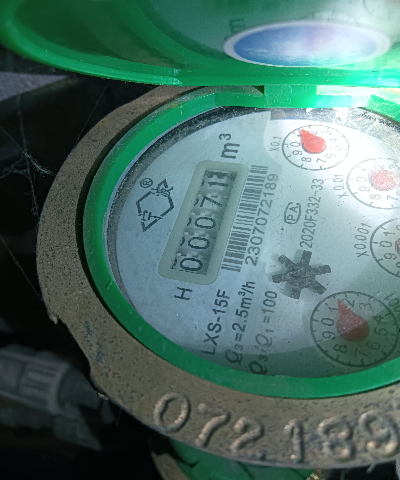 m³
00071
H
2307072189
LXS-15F
Q₃=2.5m³/h
Q₃/Q₁=100
PA
2020F332-33
X0.1
X0.01
X0.001
®
072189